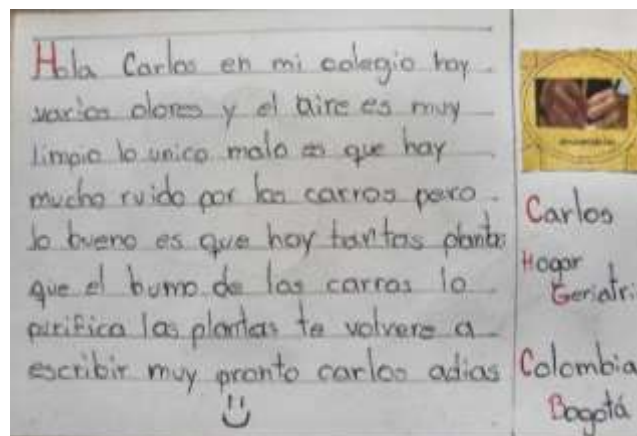 Hola Carlos en mi colegio hay
varios olores y el aire es muy
limpio lo unico malo es que hay
mucho ruido por los carros pero
lo bueno es que hay tantas plantas
que el humo de los carros lo
purifica las plantas te volvere a
escribir muy pronto carlos adias
Carlos
Hogar
Geriatri
Colombia
Bogotá